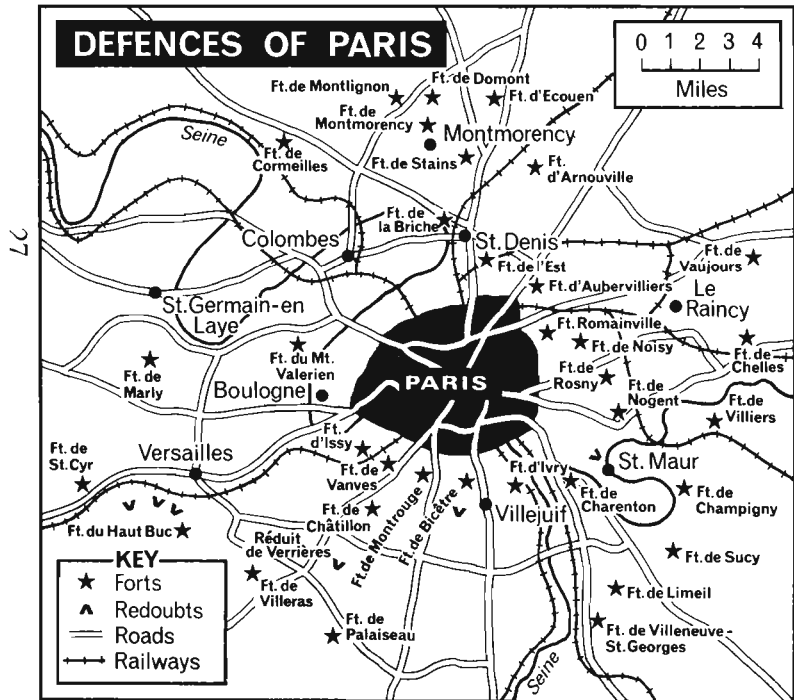 DEFENCES OF PARIS
0 1 2 3 4
Miles
Ft. de Montlignon
Ft. de Domont
Ft. d'Ecouen
Ft. de
Montmorency
Montmorency
Seine
Ft. de
Cormeilles
Ft. de Stains
Ft.
d'Arnouville
Ft. de
la Briche
Colombes
St. Denis
Ft. de l'Est
Ft. de
Vaujours
Ft. d'Aubervilliers
Le
Raincy
St. Germain-en
Laye
Ft. Romainville
Ft. de Noisy
Ft. de
Chelles
Ft. du Mt.
Valerien
Ft. de
Marly
Boulogne
PARIS
Ft. de
Rosny
Ft. de
Nogent
Ft. de
Villiers
Ft.
d'Issy
Versailles
Ft. de
St. Cyr
Ft. de
Vanves
Ft. d'Ivry
St. Maur
Ft. de
Charenton
Ft. de
Champigny
Ft. de
Châtillon
Ft. de Montrouge
Ft. de Bicêtre
Villejuif
Ft. du Haut Buc
Réduit
de Verrières
Ft. de Sucy
Ft. de
Villeras
Ft. de Limeil
Ft. de
Palaiseau
Ft. de Villeneuve-
St. Georges
Seine
KEY
Forts
Redoubts
Roads
Railways
27